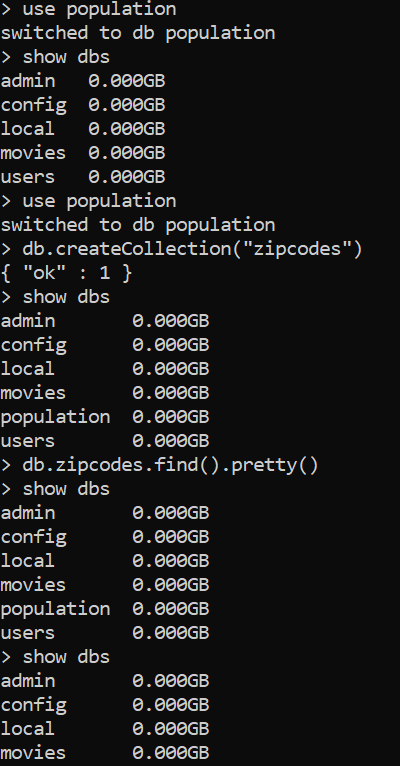 > use population
switched to db population
> show dbs
admin   0.000GB
config  0.000GB
local   0.000GB
movies  0.000GB
users   0.000GB
> use population
switched to db population
> db.createCollection("zipcodes")
{ "ok" : 1 }
> show dbs
admin       0.000GB
config      0.000GB
local       0.000GB
movies      0.000GB
population  0.000GB
users       0.000GB
> db.zipcodes.find().pretty()
> show dbs
admin       0.000GB
config      0.000GB
local       0.000GB
movies      0.000GB
population  0.000GB
users       0.000GB
> show dbs
admin       0.000GB
config      0.000GB
local       0.000GB
movies      0.000GB